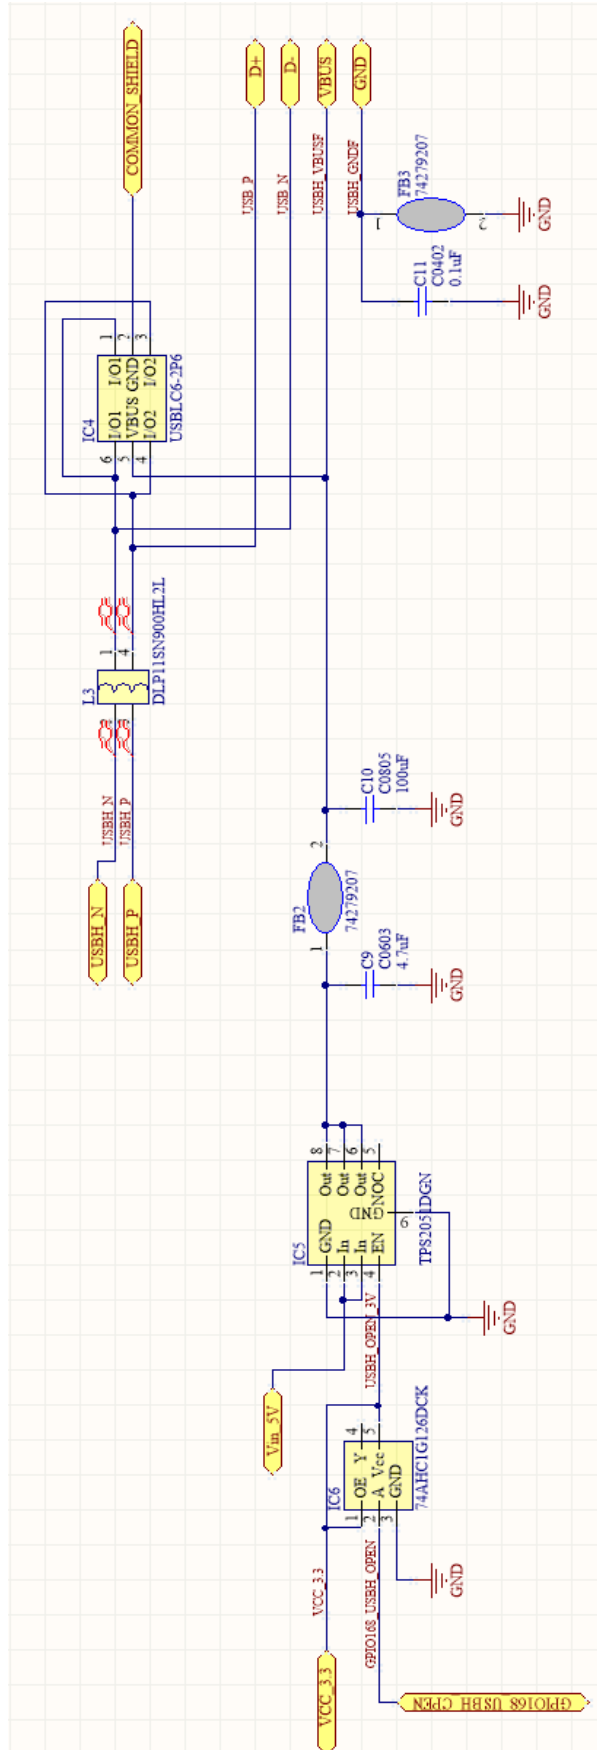 COMMON_SHIELD
D+
D-
VBUS
GND
USB_P
USB_N
USBH_VBUSF
USBH_GNDF
FB3
74279207
1
2
GND
C11
C0402
0.1uF
GND
IC4
USBLC6-2P6
1
2
3
I/O1
GND
I/O2
I/O1
VBUS
I/O2
6
5
4
L3
DLP11SN900HL2L
1
4
USBH_N
USBH_P
USBH_N
USBH_P
C10
C0805
100uF
GND
FB2
74279207
2
1
C9
C0603
4.7uF
GND
IC5
TPS2051DGN
8
7
6
5
Out
Out
Out
NOC
GND
9
GND
In
In
EN
1
2
3
4
GND
Vin_5V
USBH_OPEN_3V
IC6
74AHC1G126DCK
4
5
Y
Vcc
OE
A
GND
1
2
3
GND
VCC_3.3
GPIO168_USBH_OPEN
VCC_3.3
GPIO168_USBH_OPEN